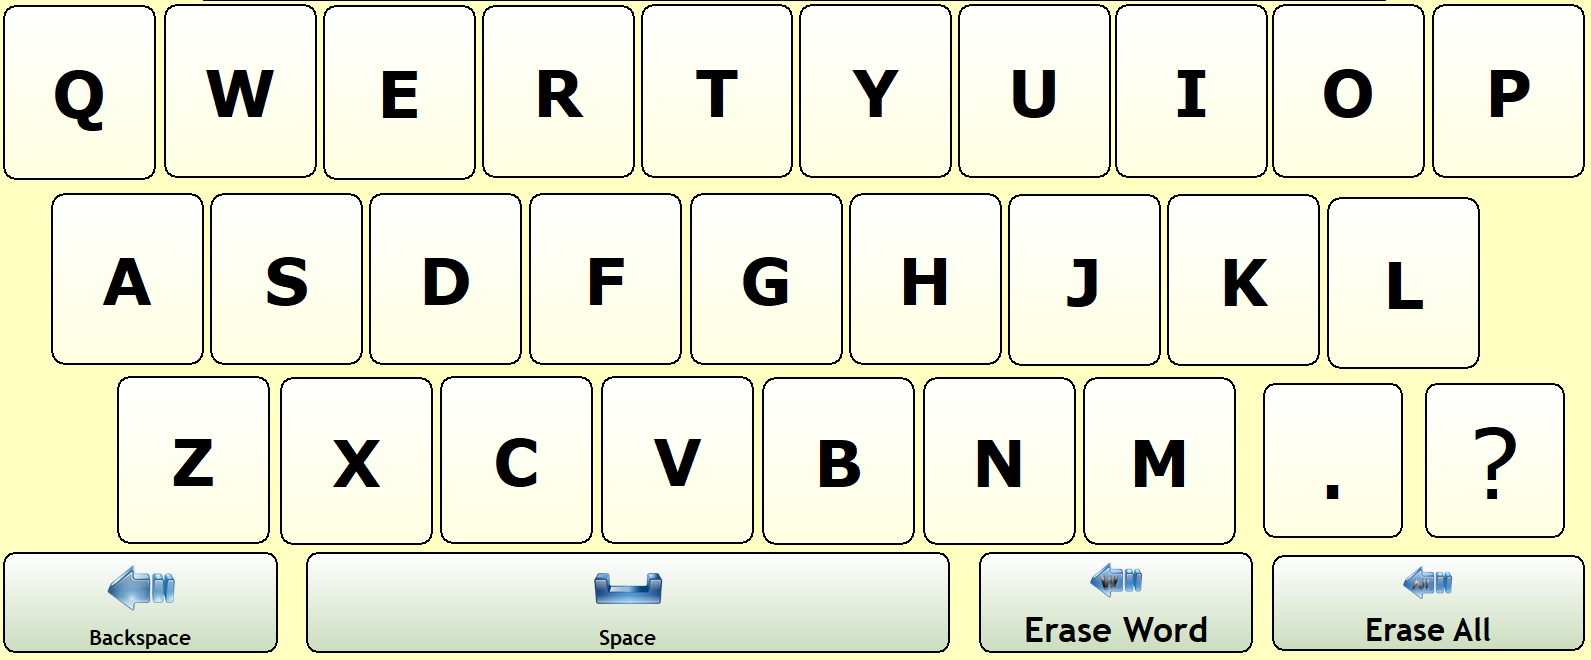 Q W E R T Y U I O P
A S D F G H J K L
Z X C V B N M . ?
Backspace Space Erase Word Erase All